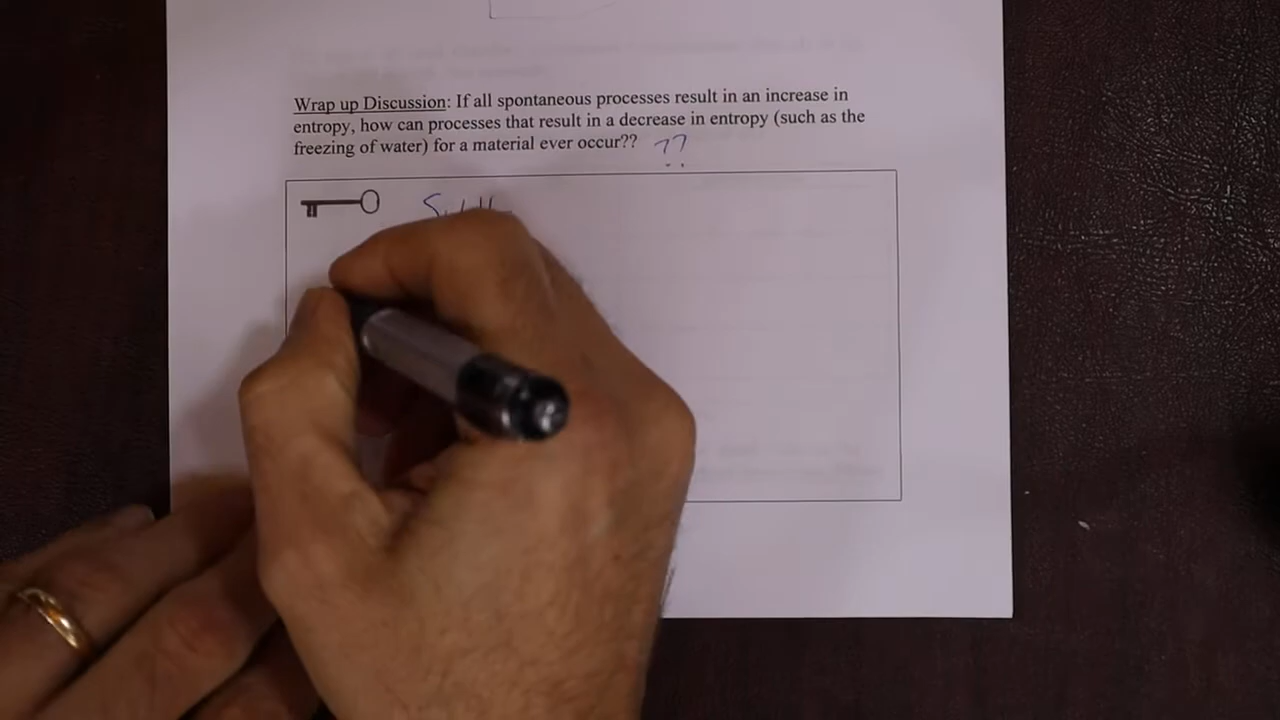 Wrap up Discussion: If all spontaneous processes result in an increase in
entropy, how can processes that result in a decrease in entropy (such as the
freezing of water) for a material ever occur?? ??